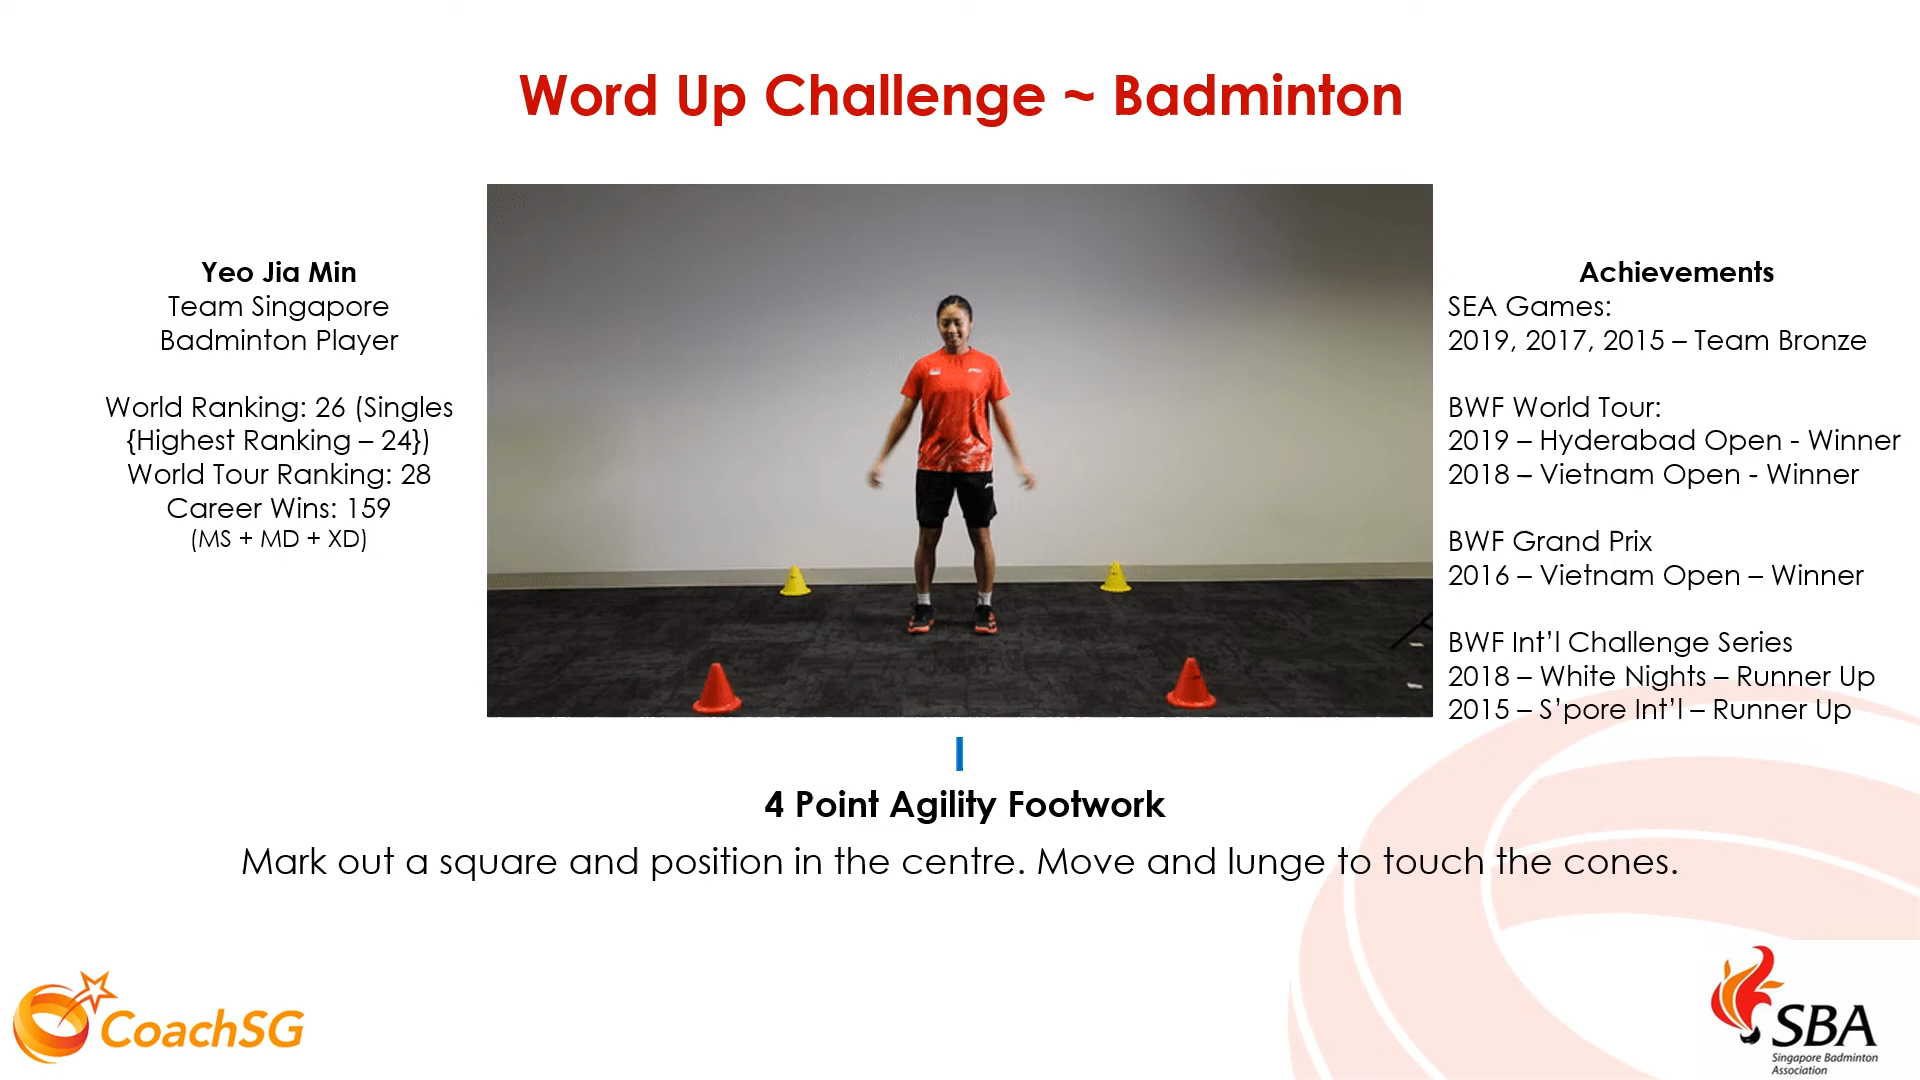 Word Up Challenge ~ Badminton
Yeo Jia Min
Team Singapore
Badminton Player
World Ranking: 26 (Singles
{Highest Ranking – 24})
World Tour Ranking: 28
Career Wins: 159
(MS + MD + XD)
Achievements
SEA Games:
2019, 2017, 2015 – Team Bronze
BWF World Tour:
2019 – Hyderabad Open - Winner
2018 – Vietnam Open - Winner
BWF Grand Prix
2016 – Vietnam Open – Winner
BWF Int’l Challenge Series
2018 – White Nights – Runner Up
2015 – S’pore Int’l – Runner Up
I
4 Point Agility Footwork
Mark out a square and position in the centre. Move and lunge to touch the cones.
CoachSG
SBA
Singapore Badminton
Association